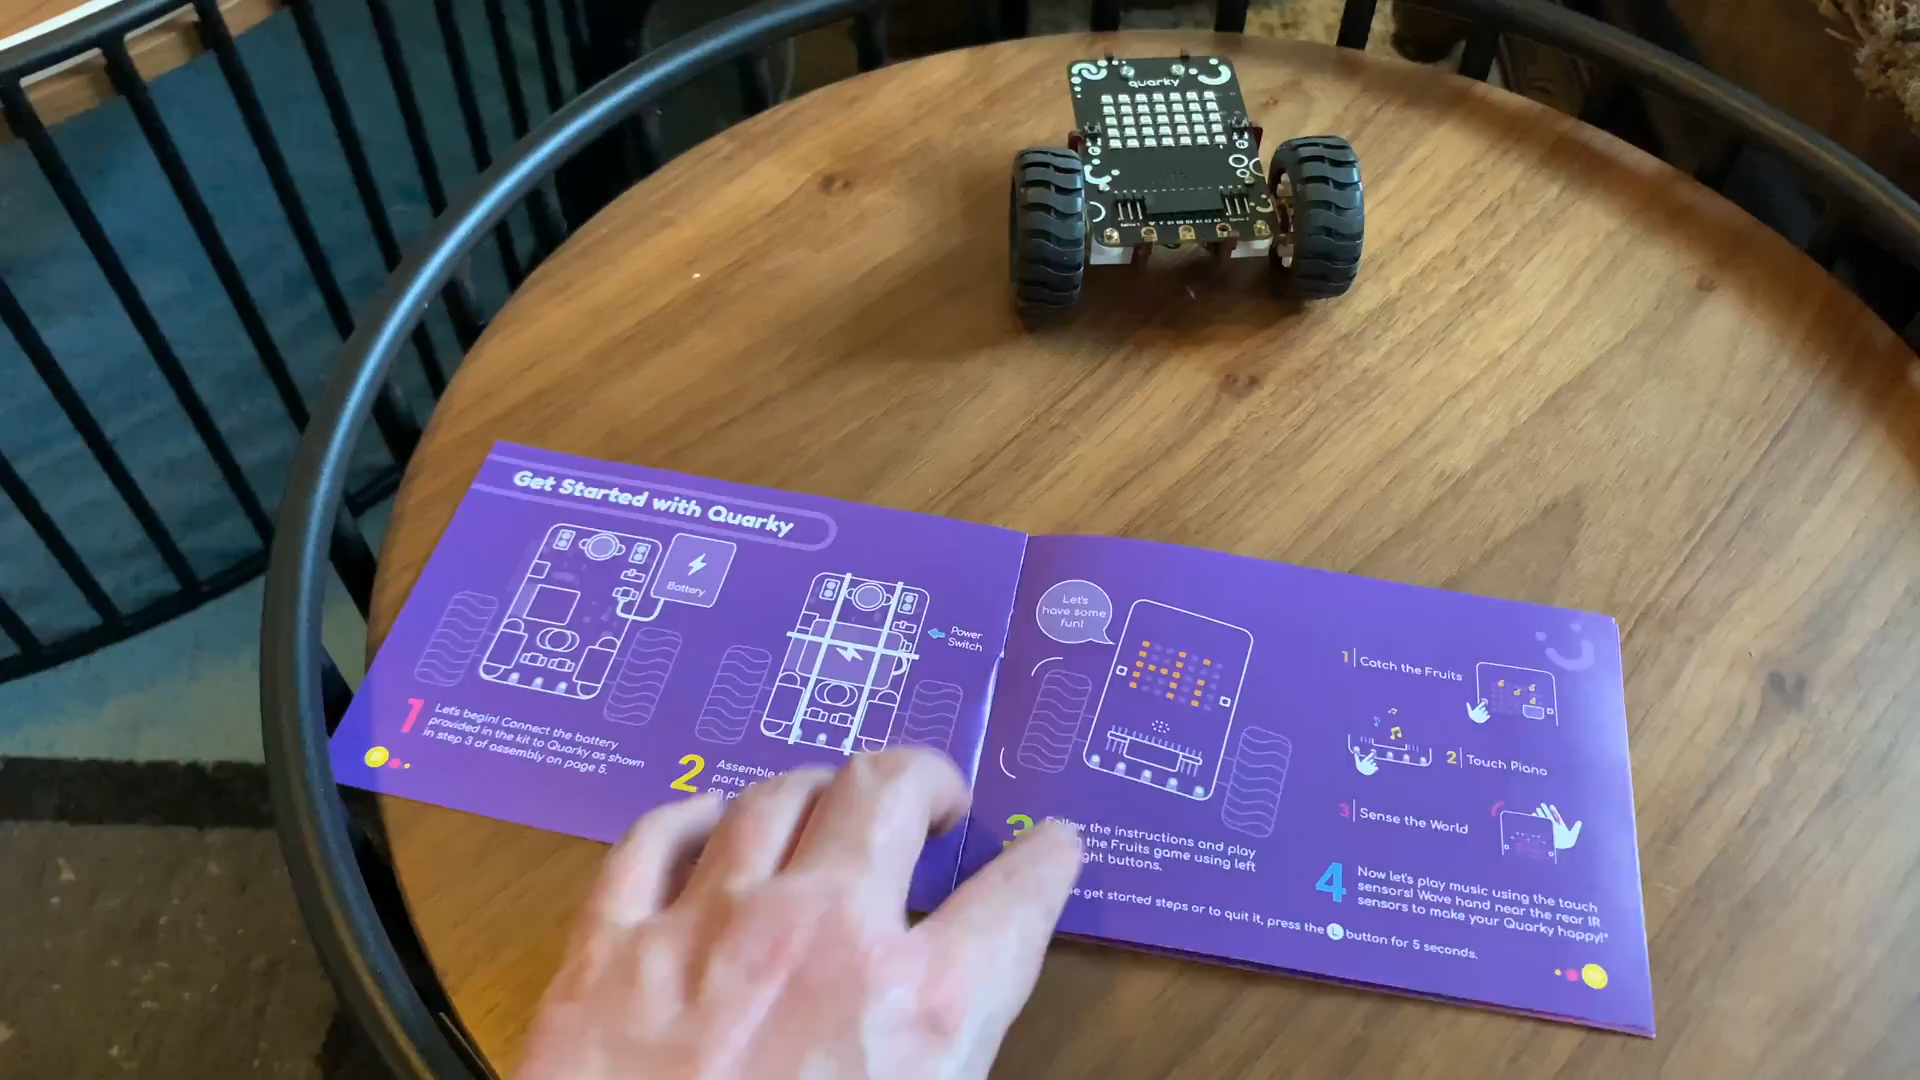 quarky
Get Started with Quarky
Battery
Power
Switch
1
Let's begin! Connect the battery
provided in the kit to Quarky as shown
in step 3 of assembly on page 5.
2
Assemble
parts
Let's
have some
fun!
3
Follow the instructions and play
the Fruits game using left
buttons.
get started steps or to quit it, press the L button for 5 seconds.
1 | Catch the Fruits
2 | Touch Piano
3 | Sense the World
4
Now let's play music using the touch
sensors! Wave hand near the rear IR
sensors to make your Quarky happy!*